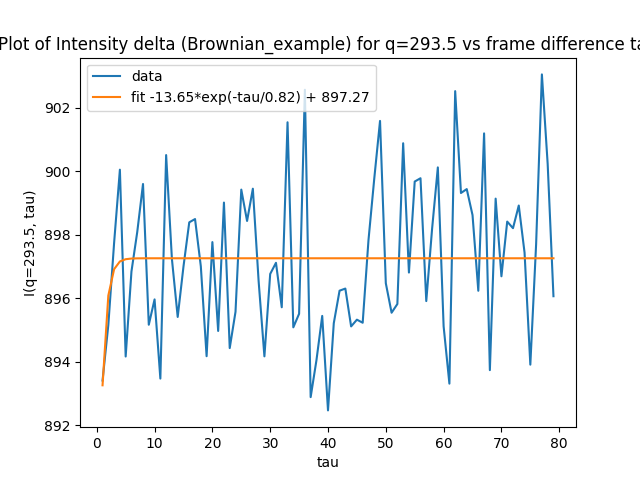 Plot of Intensity delta (Brownian_example) for q=293.5 vs frame difference ta
data
fit -13.65*exp(-tau/0.82) + 897.27
I(q=293.5, tau)
902
900
898
896
894
892
0 10 20 30 40 50 60 70 80
tau